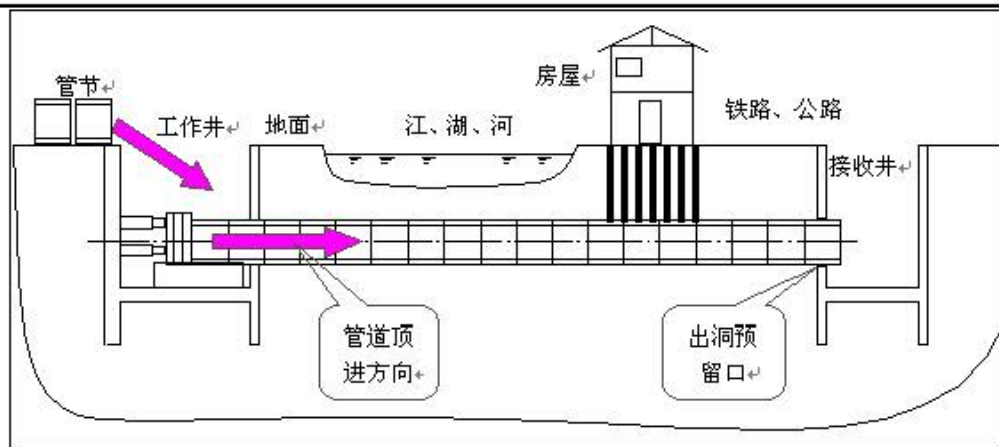 管节↵
工作井↵
地面↵
江、湖、河
房屋↵
铁路、公路
接收井↵
管道顶
进方向↵
出洞预
留口↵